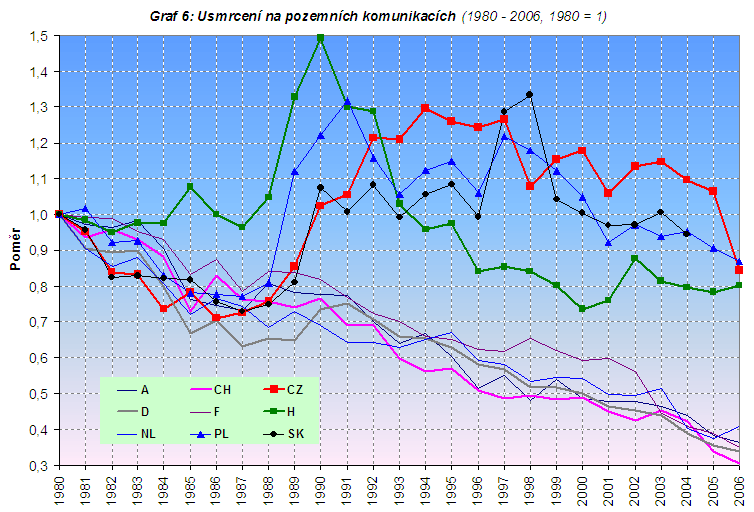 Graf 6: Usmrcení na pozemních komunikacích (1980 - 2006, 1980 = 1)
1,5
1,4
1,3
1,2
1,1
1,0
0,9
0,8
0,7
0,6
0,5
0,4
0,3
Poměr
A CH CZ
D F H
NL PL SK
1980 1981 1982 1983 1984 1985 1986 1987 1988 1989 1990 1991 1992 1993 1994 1995 1996 1997 1998 1999 2000 2001 2002 2003 2004 2005 2006